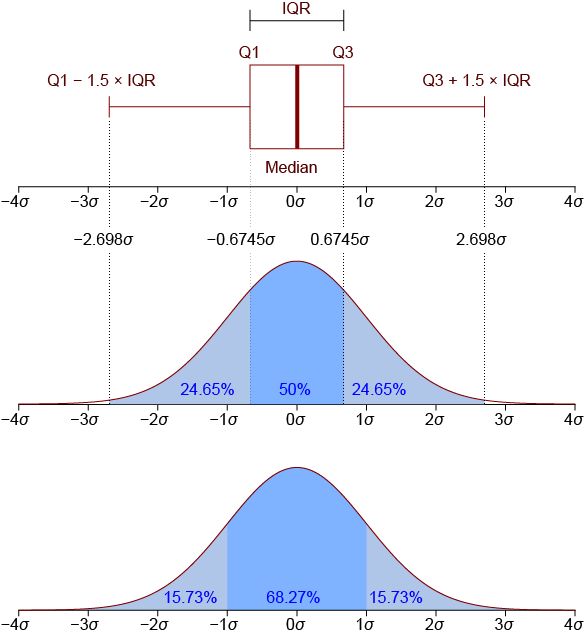 IQR
Q1 Q3
Q1 − 1.5 × IQR Q3 + 1.5 × IQR
Median
−4σ −3σ −2σ −1σ 0σ 1σ 2σ 3σ 4σ
−2.698σ −0.6745σ 0.6745σ 2.698σ
24.65% 50% 24.65%
−4σ −3σ −2σ −1σ 0σ 1σ 2σ 3σ 4σ
15.73% 68.27% 15.73%
−4σ −3σ −2σ −1σ 0σ 1σ 2σ 3σ 4σ